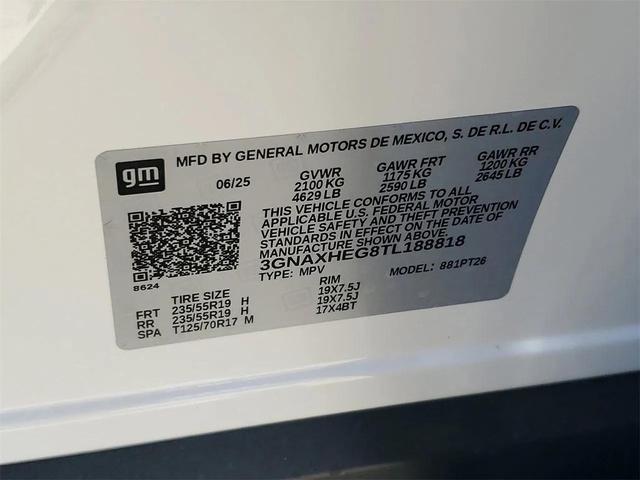 gm
MFD BY GENERAL MOTORS DE MEXICO, S. DE R.L. DE C.V.
06/25 GVWR GAWR FRT GAWR RR
2100 KG 1175 KG 1200 KG
4629 LB 2590 LB 2645 LB
THIS VEHICLE CONFORMS TO ALL
APPLICABLE U.S. FEDERAL MOTOR
VEHICLE SAFETY AND THEFT PREVENTION
STANDARDS IN EFFECT ON THE DATE OF
MANUFACTURE SHOWN ABOVE.
3GNAXHEG8TL188818
8624
TYPE: MPV MODEL: 881PT26
TIRE SIZE RIM
FRT 235/55R19 H 19X7.5J
RR 235/55R19 H 19X7.5J
SPA T125/70R17 M 17X4BT